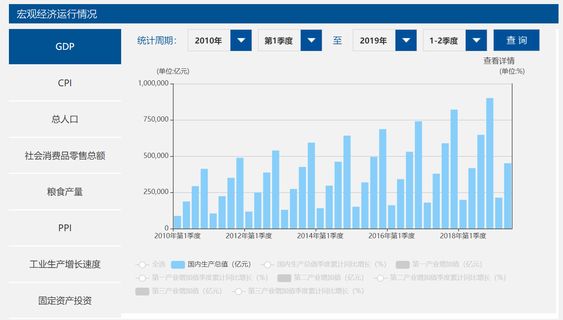 宏观经济运行情况
GDP
CPI
总人口
社会消费品零售总额
粮食产量
PPI
工业生产增长速度
固定资产投资
统计周期： 2010年 第1季度 至 2019年 1-2季度 查 询
查看详情
(单位:亿元) (单位:%)
1,000,000
750,000
500,000
250,000
0
2010年第1季度 2012年第1季度 2014年第1季度 2016年第1季度 2018年第1季度
全选 国内生产总值（亿元） 国内生产总值季度累计同比增长（%） 第一产业增加值（亿元）
第一产业增加值季度累计同比增长（%） 第二产业增加值（亿元） 第二产业增加值季度累计同比增长（%）
第三产业增加值（亿元） 第三产业增加值季度累计同比增长（%）